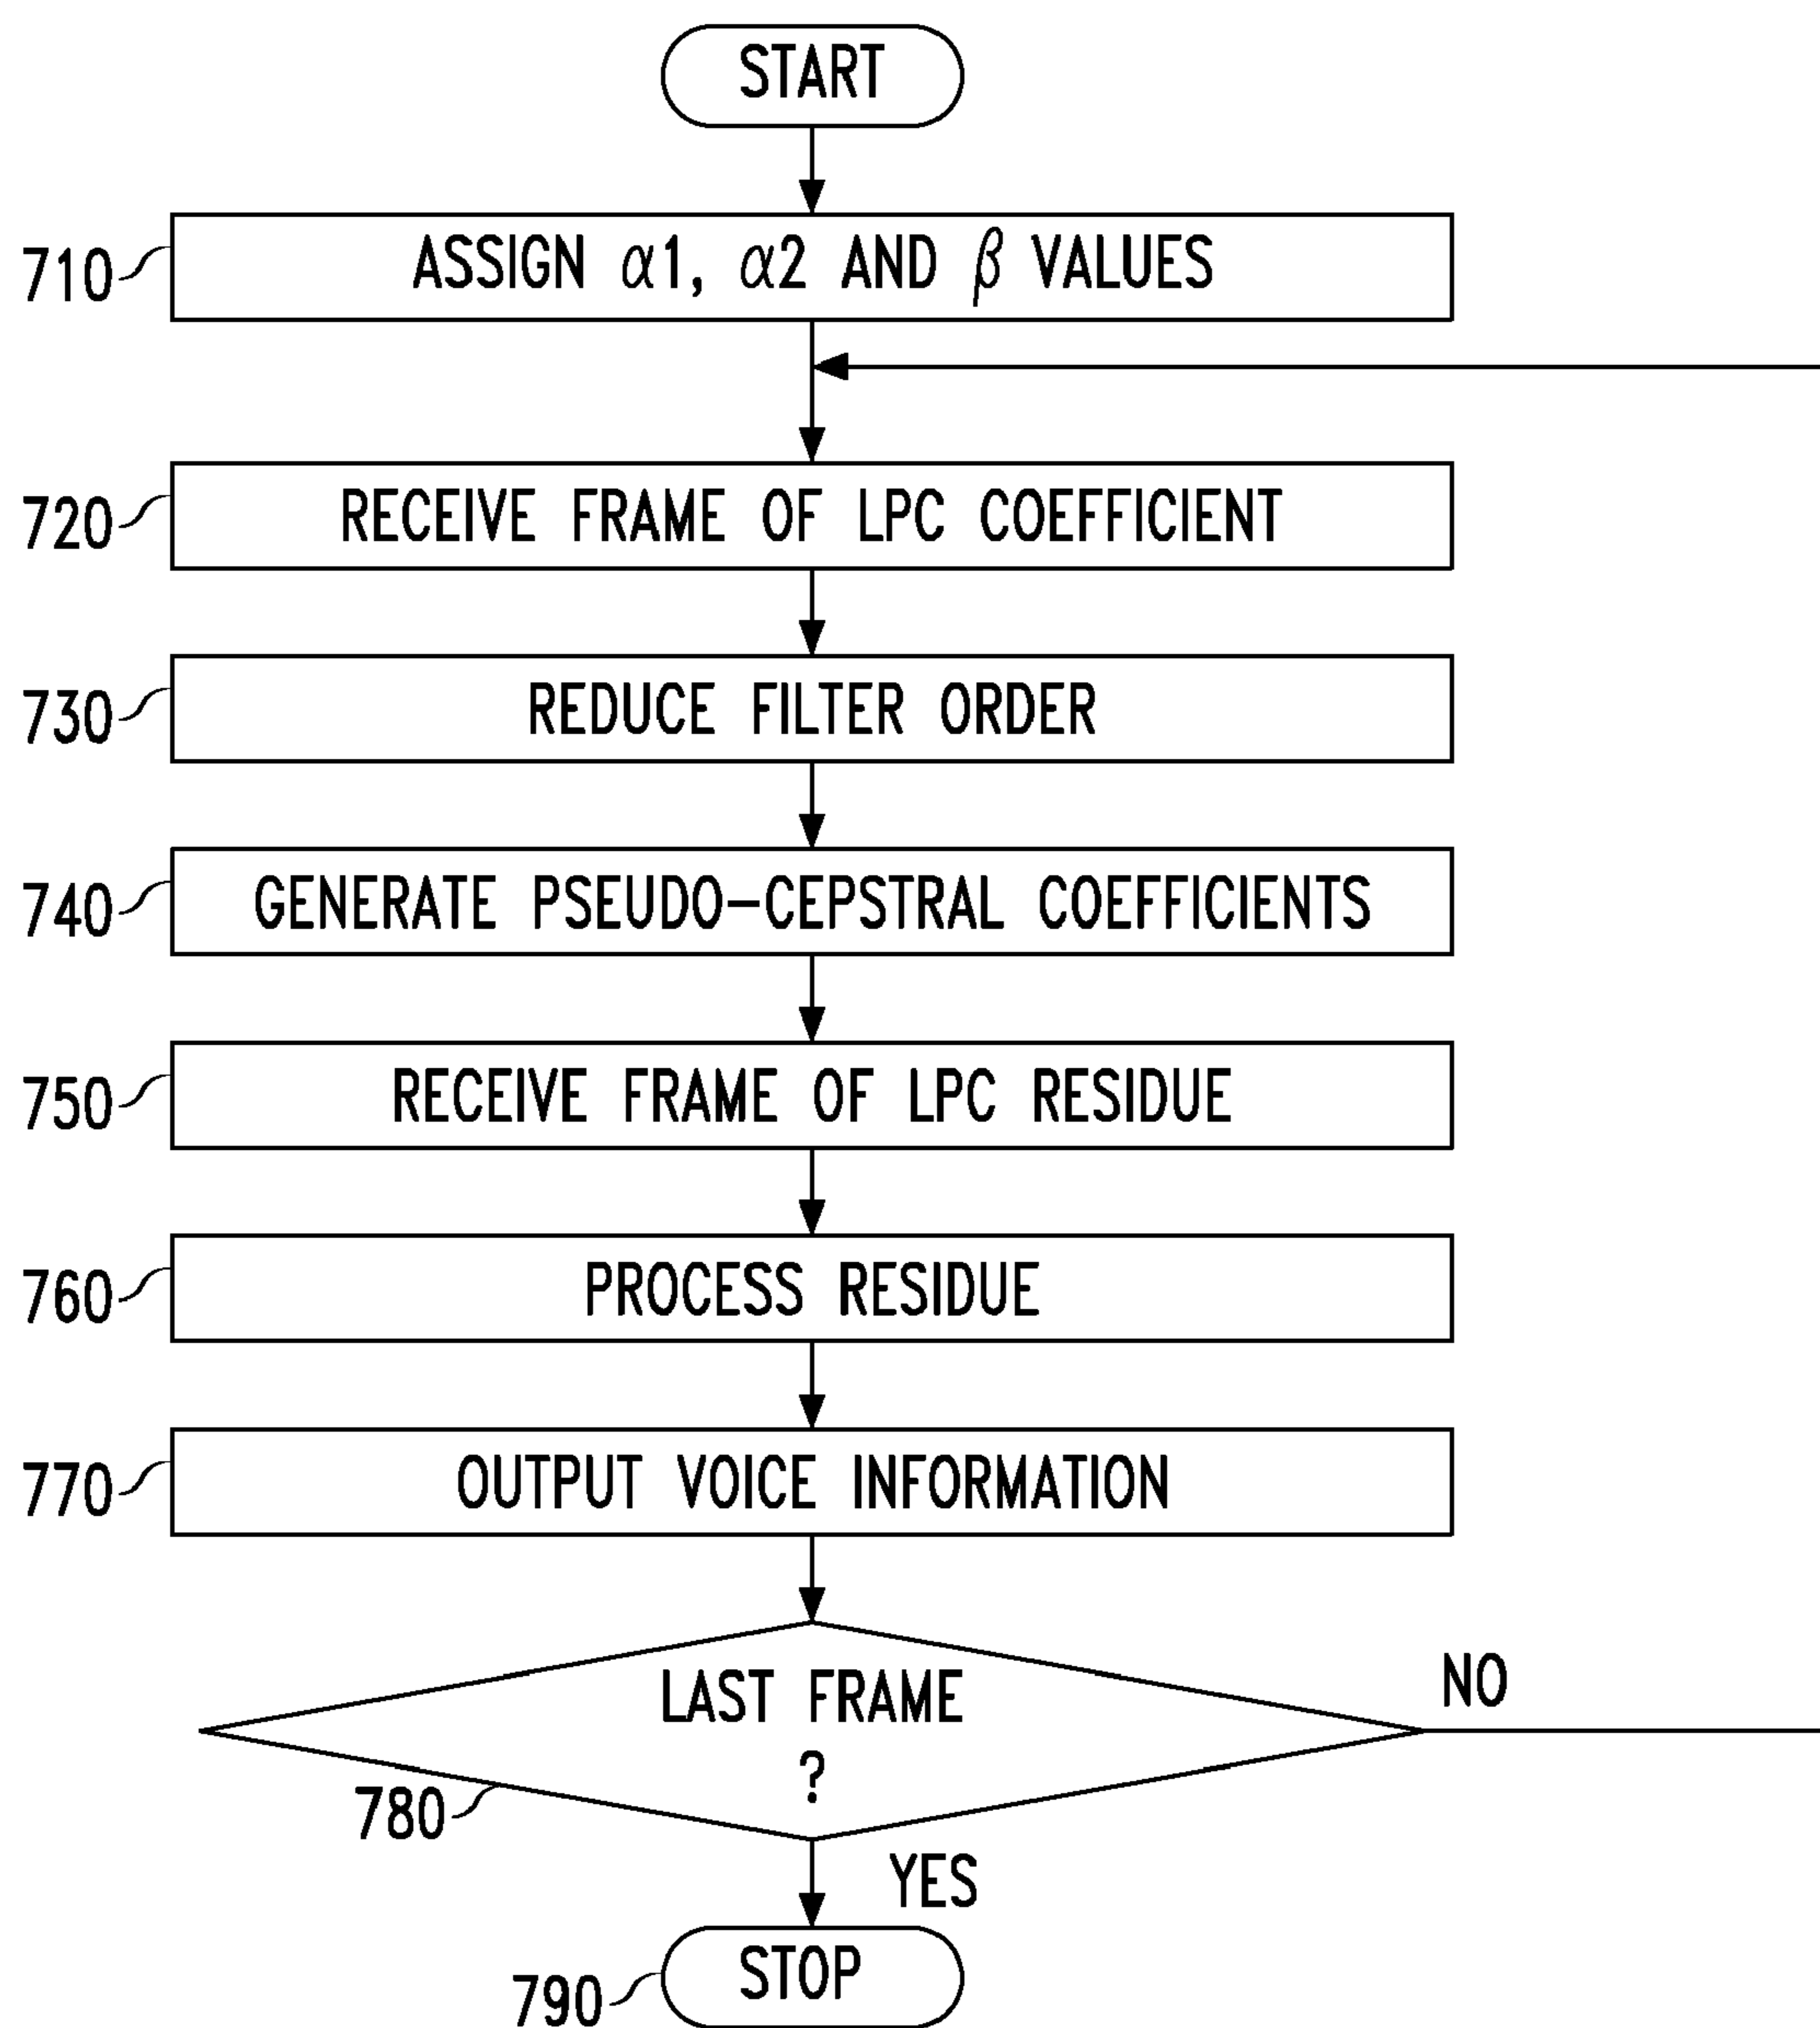 START
710 ASSIGN α1, α2 AND β VALUES
720 RECEIVE FRAME OF LPC COEFFICIENT
730 REDUCE FILTER ORDER
740 GENERATE PSEUDO-CEPSTRAL COEFFICIENTS
750 RECEIVE FRAME OF LPC RESIDUE
760 PROCESS RESIDUE
770 OUTPUT VOICE INFORMATION
LAST FRAME
?
NO
780
YES
790 STOP